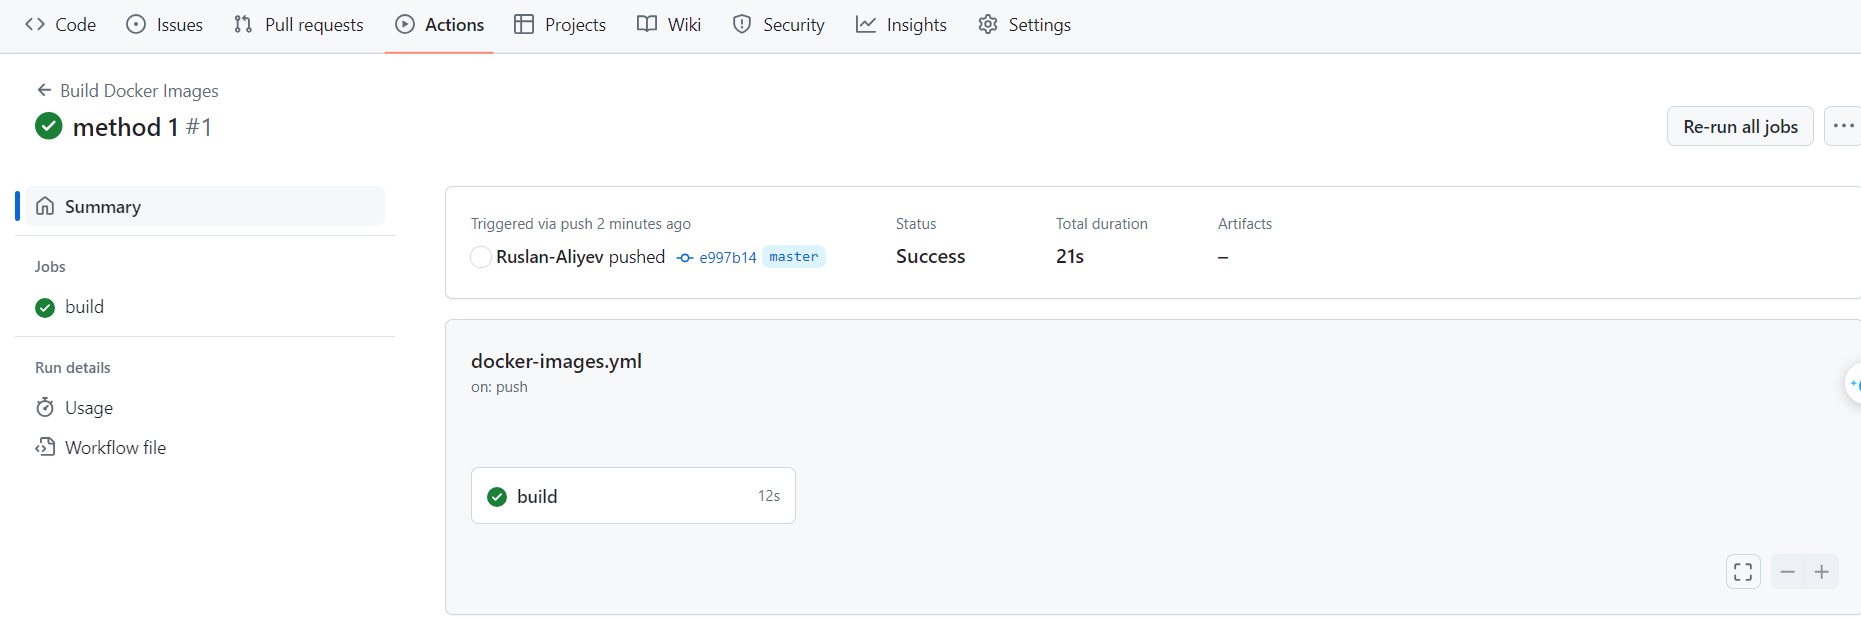 Code Issues Pull requests Actions Projects Wiki Security Insights Settings
Build Docker Images
method 1 #1
Re-run all jobs
Summary
Jobs
build
Run details
Usage
Workflow file
Triggered via push 2 minutes ago
Ruslan-Aliyev pushed e997b14 master
Status
Success
Total duration
21s
Artifacts
–
docker-images.yml
on: push
build 12s